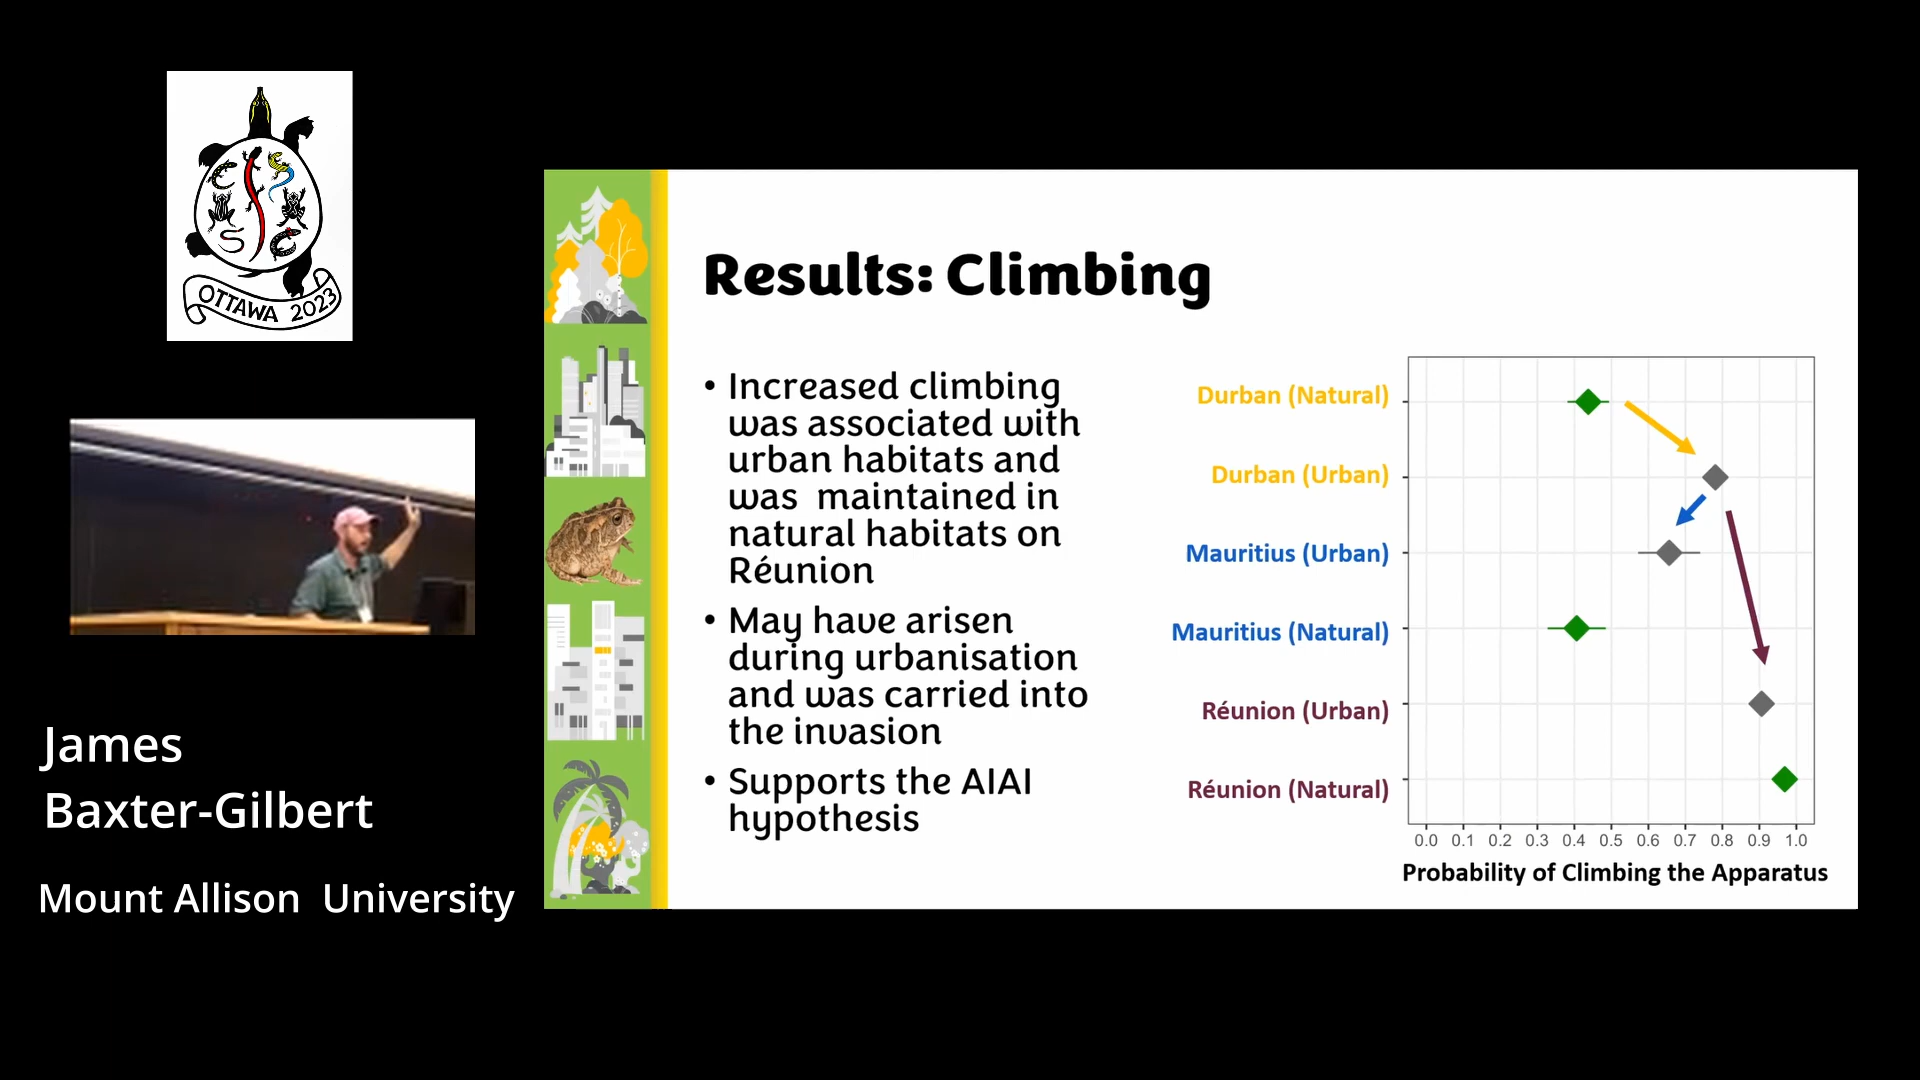 OTTAWA 2023
James
Baxter-Gilbert
Mount Allison  University
Results: Climbing
• Increased climbing
was associated with
urban habitats and
was  maintained in
natural habitats on
Réunion
• May have arisen
during urbanisation
and was carried into
the invasion
• Supports the AIAI
hypothesis
Durban (Natural)
Durban (Urban)
Mauritius (Urban)
Mauritius (Natural)
Réunion (Urban)
Réunion (Natural)
0.0 0.1 0.2 0.3 0.4 0.5 0.6 0.7 0.8 0.9 1.0
Probability of Climbing the Apparatus